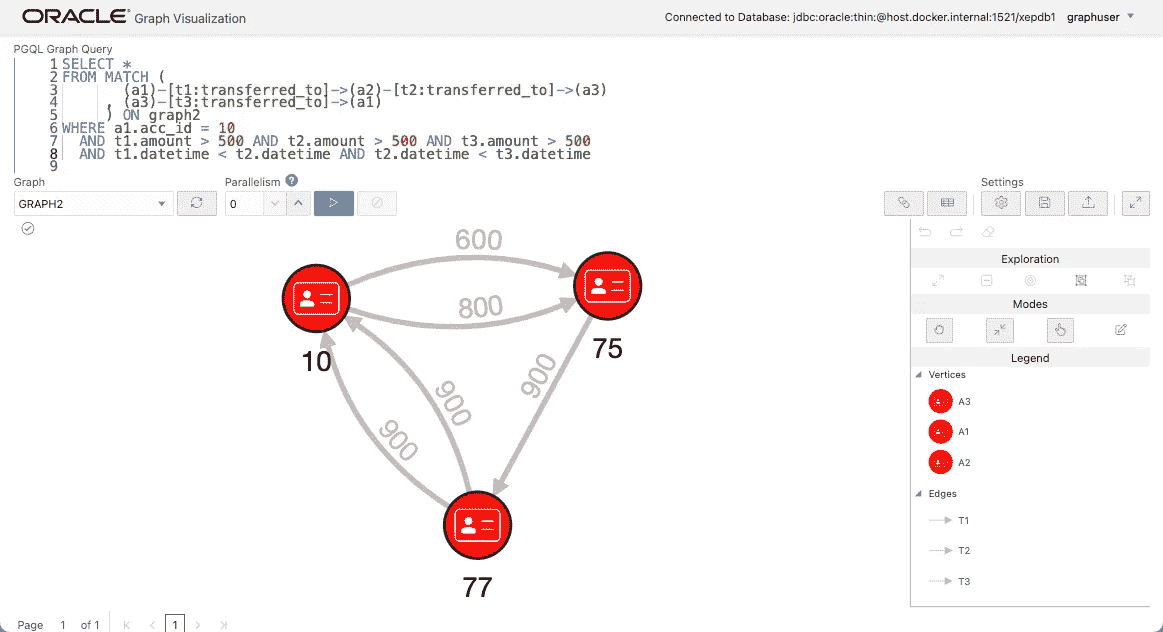 ORACLE® Graph Visualization
Connected to Database: jdbc:oracle:thin:@host.docker.internal:1521/xepdb1 graphuser
PGQL Graph Query
1 SELECT *
2 FROM MATCH (
3 (a1)-[t1:transferred_to]->(a2)-[t2:transferred_to]->(a3)
4 , (a3)-[t3:transferred_to]->(a1)
5 ) ON graph2
6 WHERE a1.acc_id = 10
7 AND t1.amount > 500 AND t2.amount > 500 AND t3.amount > 500
8 AND t1.datetime < t2.datetime AND t2.datetime < t3.datetime
9
Graph
Parallelism ?
Settings
GRAPH2
0
600
800
10
75
900
900
900
77
Exploration
Modes
Legend
Vertices
A3
A1
A2
Edges
T1
T2
T3
Page 1 of 1 1